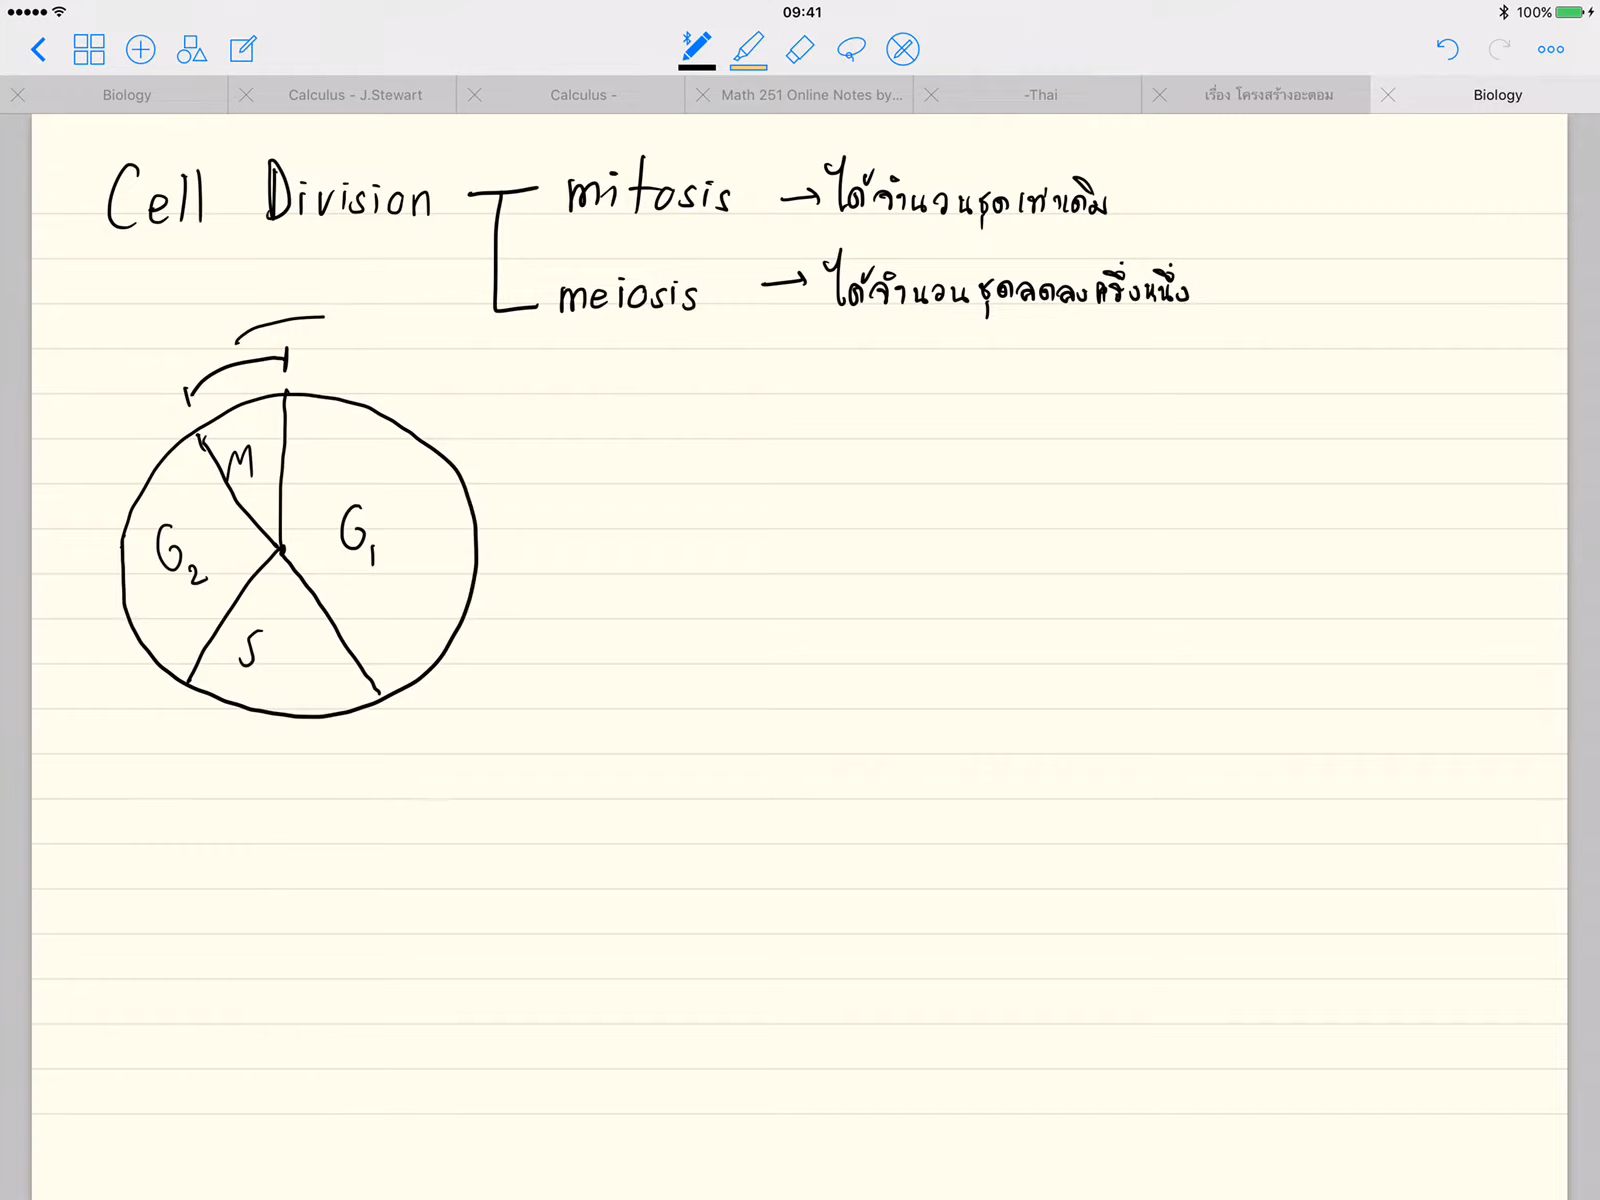 09:41
100%
Biology
Calculus - J.Stewart
Calculus -
Math 251 Online Notes by...
-Thai
เรื่อง โครงสร้างอะตอม
Biology
Cell Division mitosis → ได้จำนวนชุดเท่าเดิม
meiosis → ได้จำนวนชุดลดลงครึ่งหนึ่ง
M
G1
G2
S